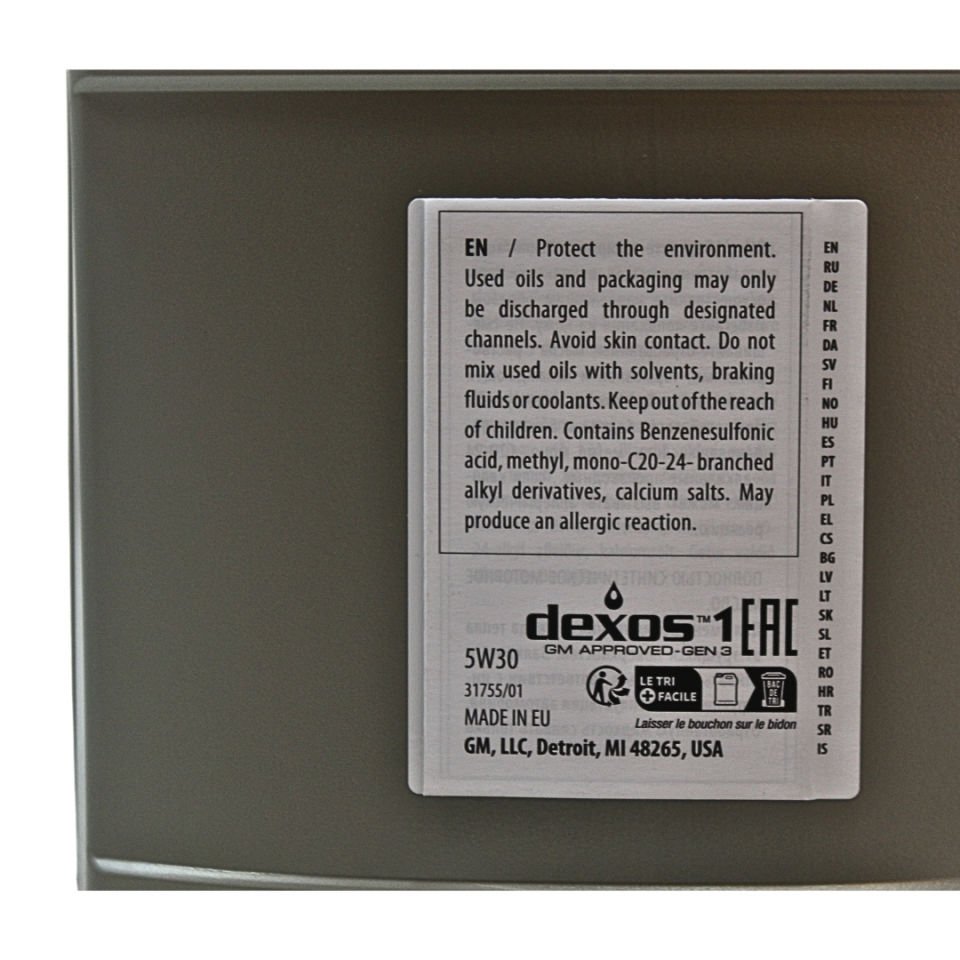 EN / Protect the environment.
Used oils and packaging may only
be discharged through designated
channels. Avoid skin contact. Do not
mix used oils with solvents, braking
fluids or coolants. Keep out of the reach
of children. Contains Benzenesulfonic
acid, methyl, mono-C20-24- branched
alkyl derivatives, calcium salts. May
produce an allergic reaction.
dexos™1 EAC
GM APPROVED-GEN 3
5W30
31755/01
MADE IN EU
GM, LLC, Detroit, MI 48265, USA
LE TRI
+ FACILE
BAC
DE
TRI
Laisser le bouchon sur le bidon
EN
RU
DE
NL
FR
DA
SV
FI
NO
HU
ES
PT
IT
PL
EL
CS
BG
LV
LT
SK
SL
ET
RO
HR
TR
SR
IS